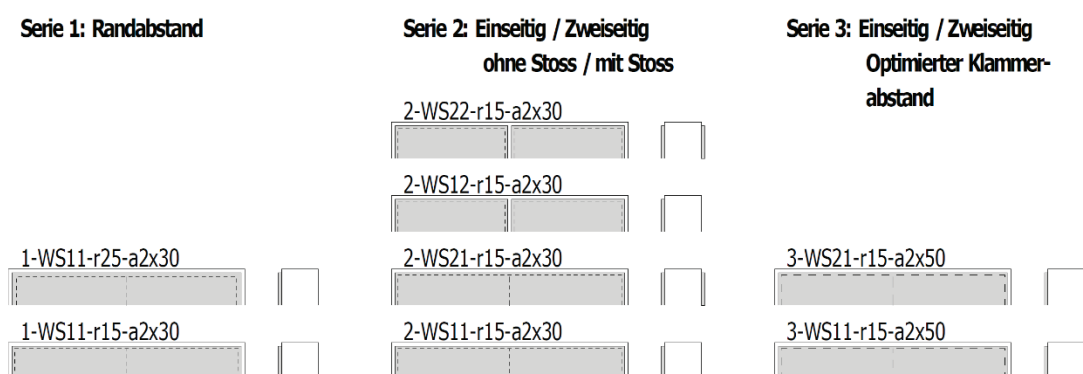 Serie 1: Randabstand
1-WS11-r25-a2x30
1-WS11-r15-a2x30
Serie 2: Einseitig / Zweiseitig
ohne Stoss / mit Stoss
2-WS22-r15-a2x30
2-WS12-r15-a2x30
2-WS21-r15-a2x30
2-WS11-r15-a2x30
Serie 3: Einseitig / Zweiseitig
Optimierter Klammer-
abstand
3-WS21-r15-a2x50
3-WS11-r15-a2x50